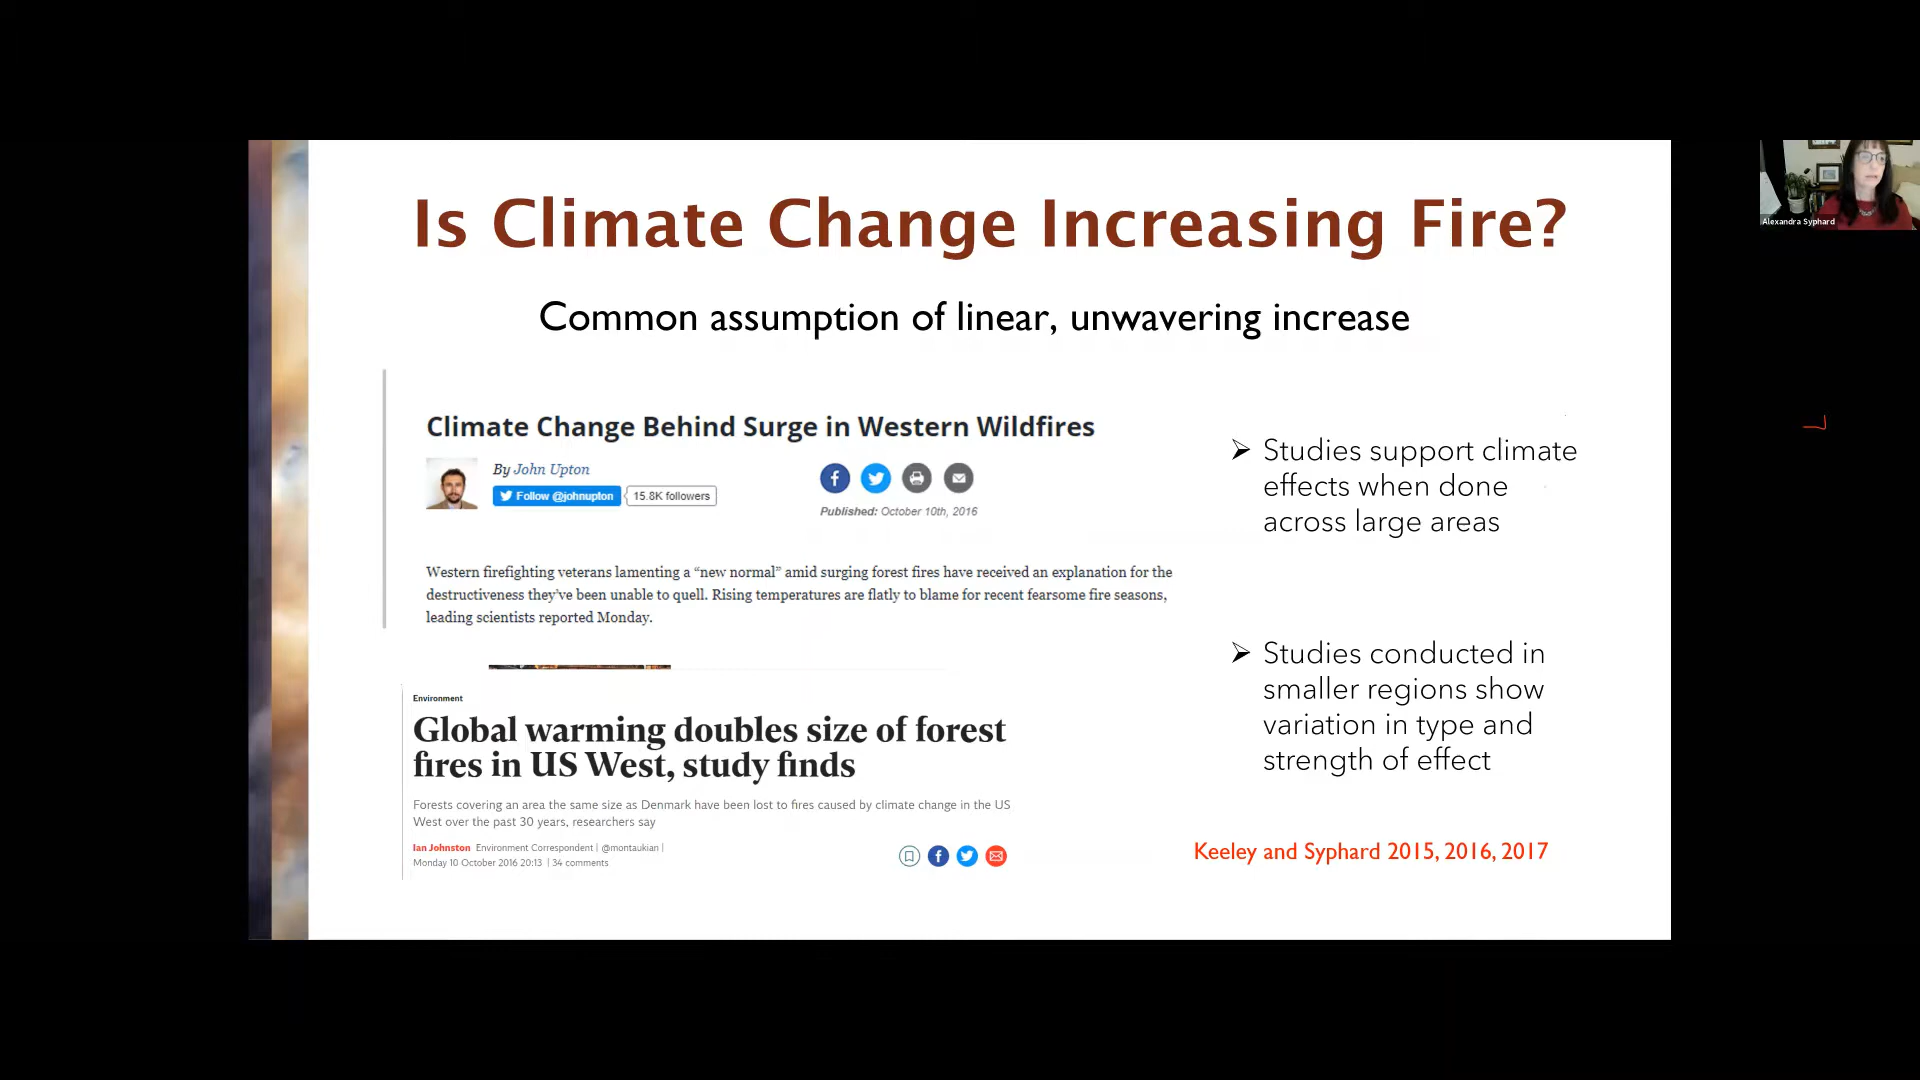 Is Climate Change Increasing Fire?
Common assumption of linear, unwavering increase
Climate Change Behind Surge in Western Wildfires
By John Upton
Follow @johnupton
15.8K followers
Published: October 10th, 2016
Western firefighting veterans lamenting a “new normal” amid surging forest fires have received an explanation for the
destructiveness they’ve been unable to quell. Rising temperatures are flatly to blame for recent fearsome fire seasons,
leading scientists reported Monday.
Environment
Global warming doubles size of forest
fires in US West, study finds
Forests covering an area the same size as Denmark have been lost to fires caused by climate change in the US
West over the past 30 years, researchers say
Ian Johnston Environment Correspondent | @montaukian |
Monday 10 October 2016 20:13 | 34 comments
Studies support climate
effects when done
across large areas
Studies conducted in
smaller regions show
variation in type and
strength of effect
Keeley and Syphard 2015, 2016, 2017
Alexandra Syphard